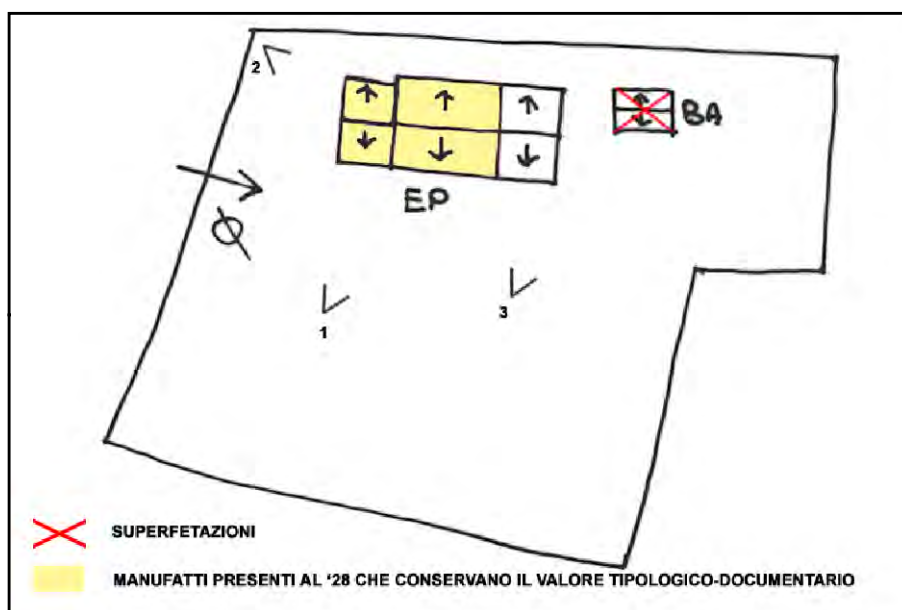 2
BA
EP
Φ
1
3
SUPERFETAZIONI
MANUFATTI PRESENTI AL '28 CHE CONSERVANO IL VALORE TIPOLOGICO-DOCUMENTARIO